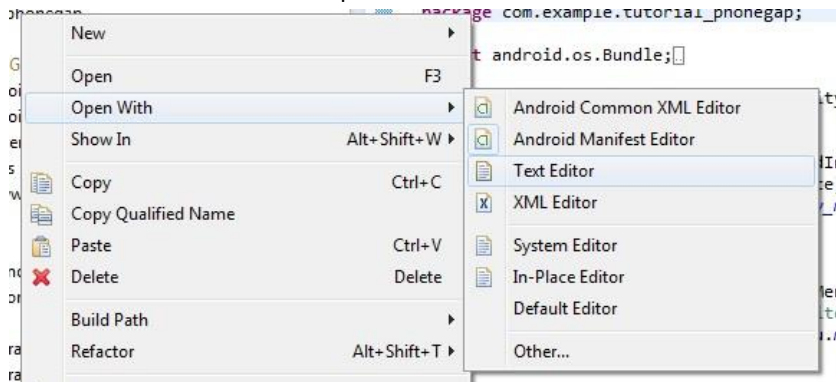 phonegap
package com.example.tutorial_phonegap;
t android.os.Bundle;
New
Open F3
Open With
Show In Alt+Shift+W
Copy Ctrl+C
Copy Qualified Name
Paste Ctrl+V
Delete Delete
Build Path
Refactor Alt+Shift+T
Android Common XML Editor
Android Manifest Editor
Text Editor
XML Editor
System Editor
In-Place Editor
Default Editor
Other...